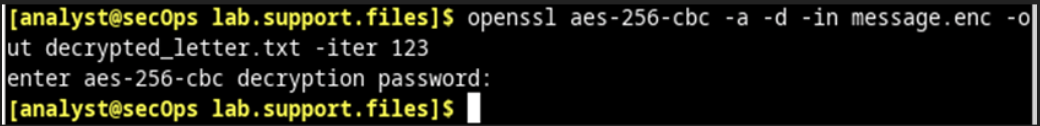 [analyst@secOps lab.support.files]$ openssl aes-256-cbc -a -d -in message.enc -o
ut decrypted_letter.txt -iter 123
enter aes-256-cbc decryption password:
[analyst@secOps lab.support.files]$